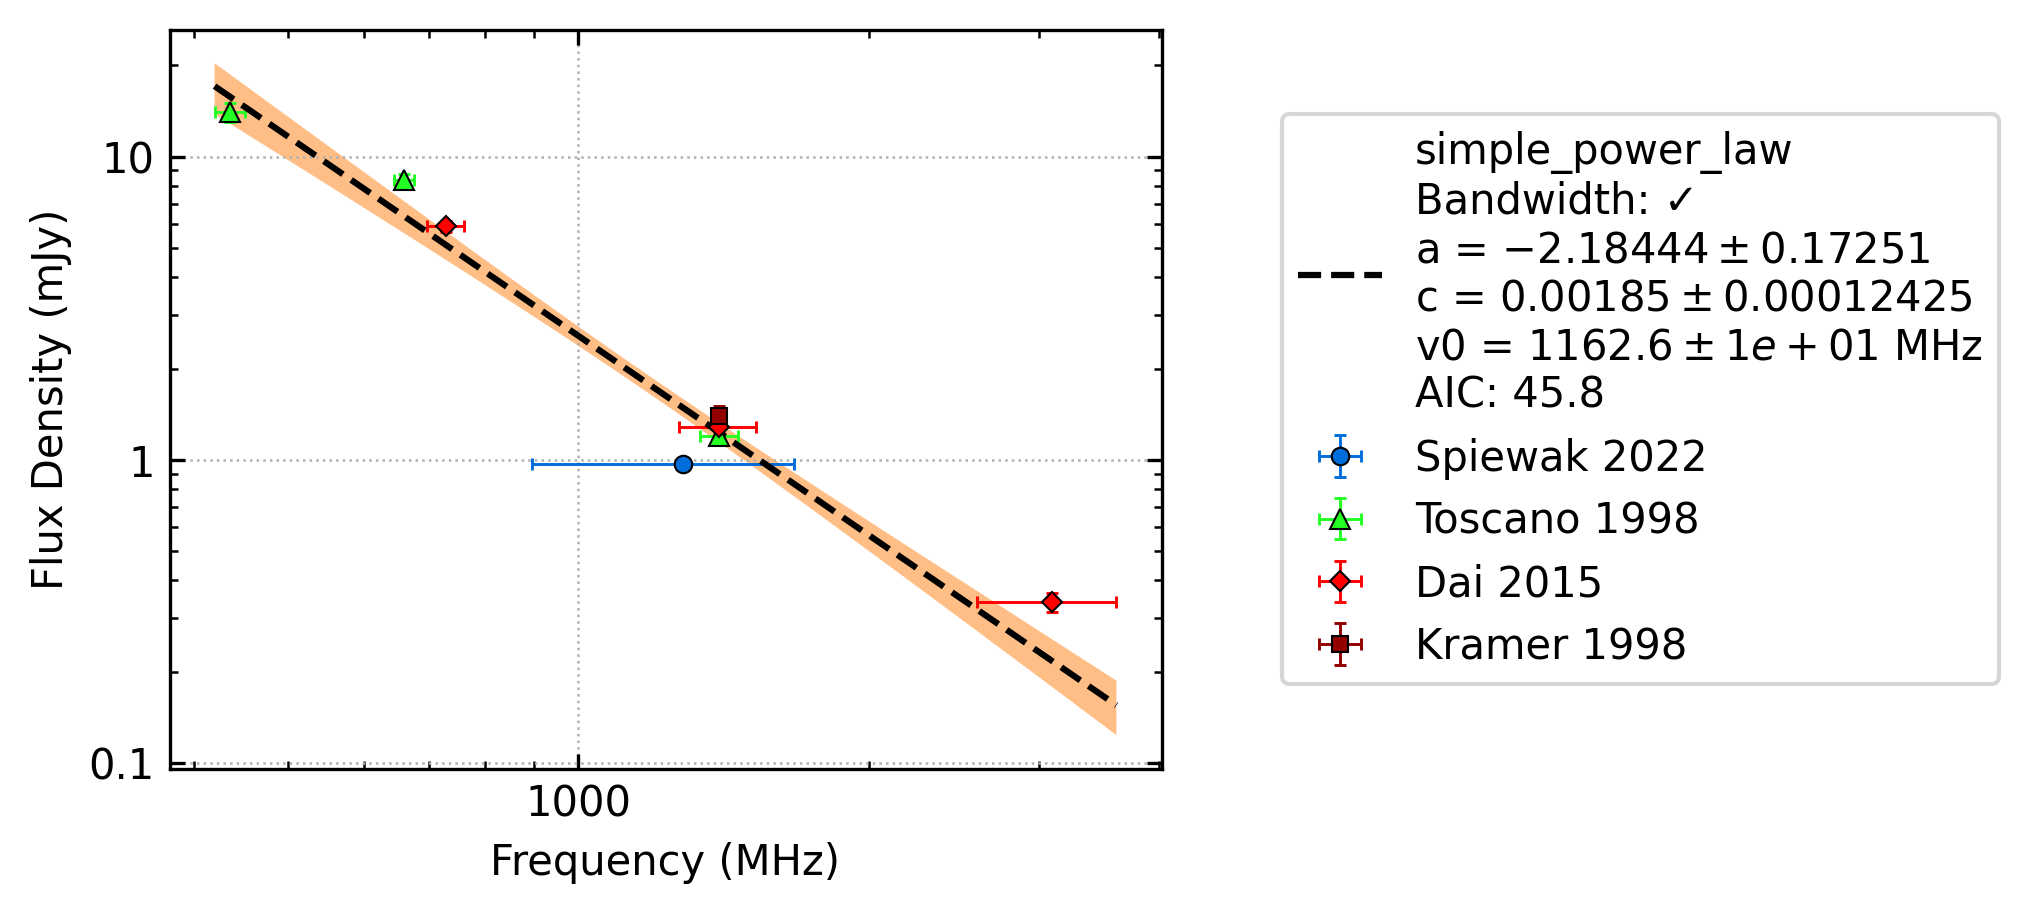 10
1
0.1
1000
Frequency (MHz)
Flux Density (mJy)
simple_power_law
Bandwidth: ✓
a = −2.18444 ± 0.17251
c = 0.00185 ± 0.00012425
v0 = 1162.6 ± 1e + 01 MHz
AIC: 45.8
Spiewak 2022
Toscano 1998
Dai 2015
Kramer 1998